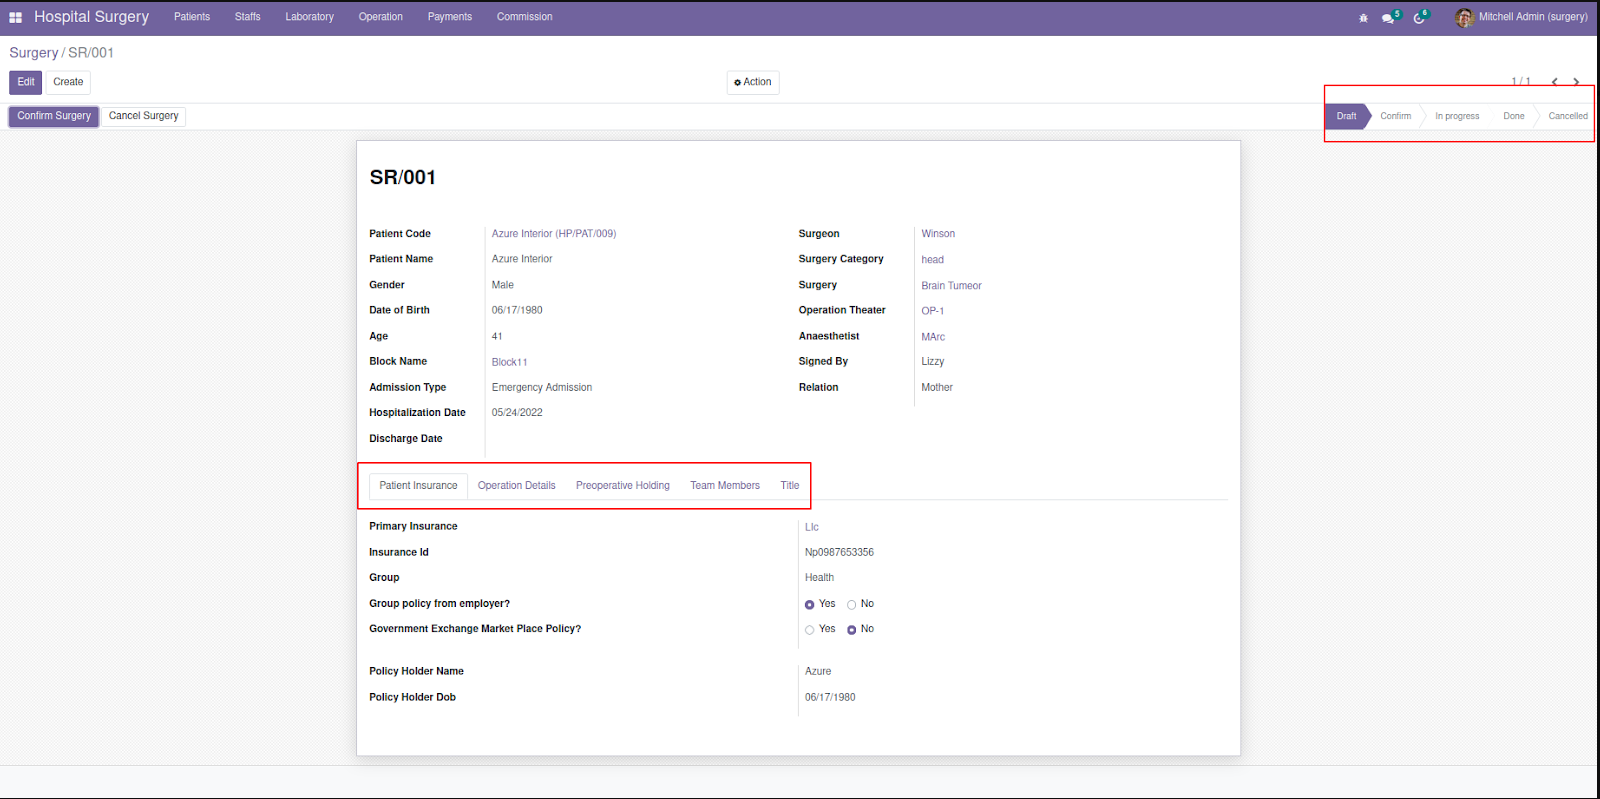 Hospital Surgery Patients Staffs Laboratory Operation Payments Commission 5 6 Mitchell Admin (surgery)
Surgery / SR/001
Edit Create Action 1 / 1
Confirm Surgery Cancel Surgery Draft Confirm In progress Done Cancelled
SR/001
Patient Code Azure Interior (HP/PAT/009) Surgeon Winson
Patient Name Azure Interior Surgery Category head
Gender Male Surgery Brain Tumeor
Date of Birth 06/17/1980 Operation Theater OP-1
Age 41 Anaesthetist MArc
Block Name Block11 Signed By Lizzy
Admission Type Emergency Admission Relation Mother
Hospitalization Date 05/24/2022
Discharge Date
Patient Insurance Operation Details Preoperative Holding Team Members Title
Primary Insurance Llc
Insurance Id Np0987653356
Group Health
Group policy from employer? Yes No
Government Exchange Market Place Policy? Yes No
Policy Holder Name Azure
Policy Holder Dob 06/17/1980